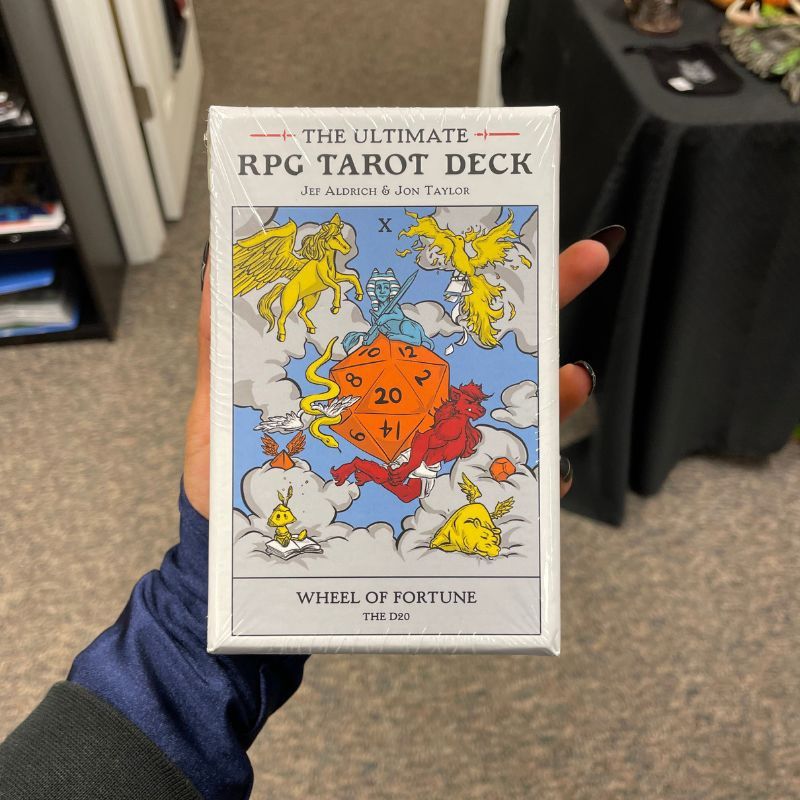 THE ULTIMATE
RPG TAROT DECK
JEF ALDRICH & JON TAYLOR
X
10 12
8 2
20
9 14
WHEEL OF FORTUNE
THE D20